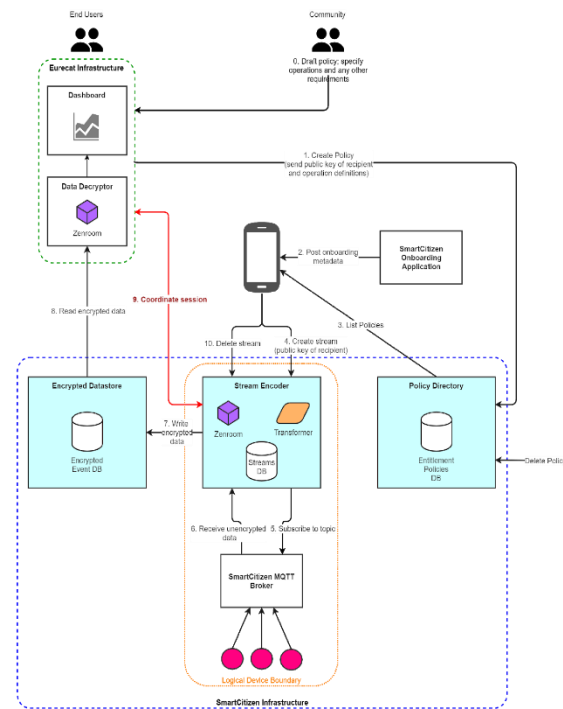 End Users
Community
0. Draft policy; specify
operations and any other
requirements
Eurecat Infrastructure
Dashboard
1. Create Policy
(send public key of recipient
and operation definitions)
Data Decryptor
Zenroom
2. Post onboarding
metadata
SmartCitizen
Onboarding
Application
9. Coordinate session
8. Read encrypted data
3. List Policies
10. Delete stream
4. Create stream
(public key of recipient)
Encrypted Datastore
Stream Encoder
Policy Directory
7. Write
encrypted
data
Zenroom
Transformer
Encrypted
Event DB
Streams
DB
Entitlement
Policies
DB
Delete Polic
6. Receive unencrypted
data
5. Subscribe to topic
SmartCitizen MQTT
Broker
Logical Device Boundary
SmartCitizen Infrastructure